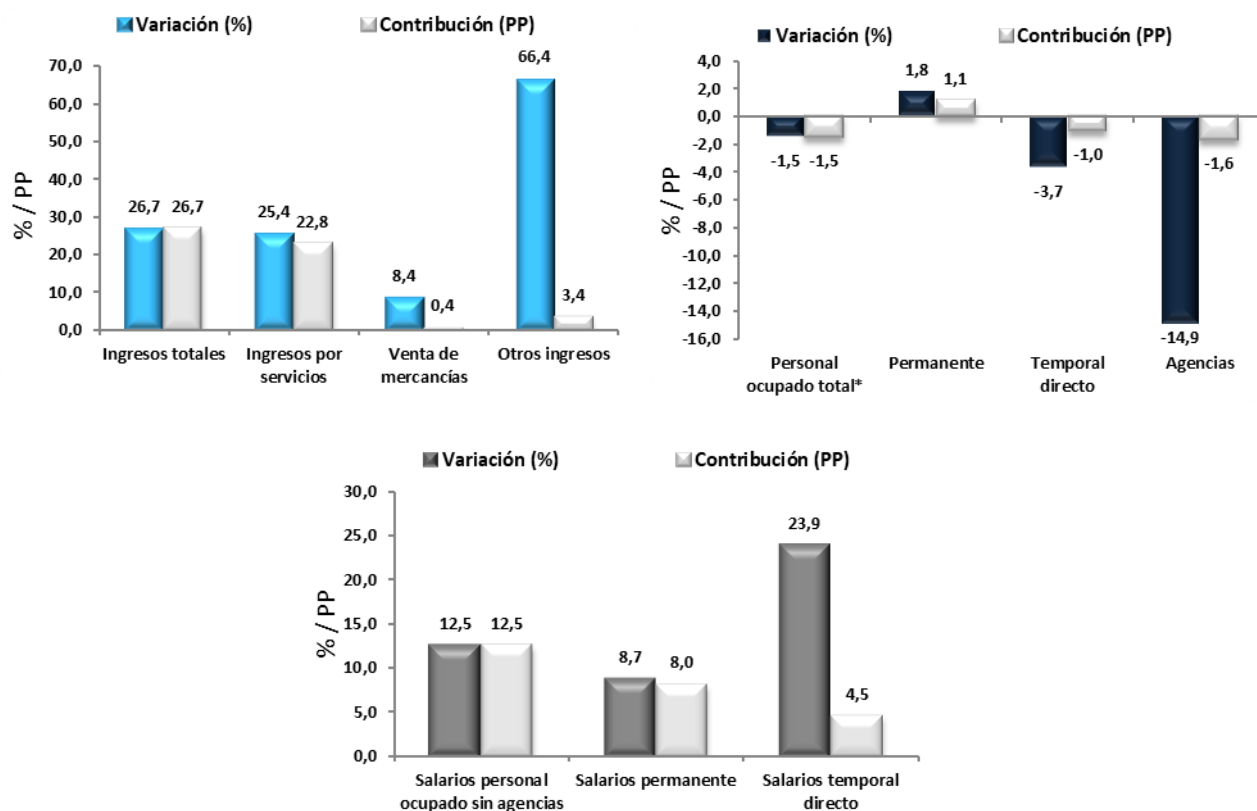 Variación (%) Contribución (PP)
70,0
60,0
50,0
40,0
30,0
20,0
10,0
0,0
% / PP
26,7 26,7
25,4
22,8
8,4
0,4
66,4
3,4
Ingresos totales
Ingresos por
servicios
Venta de
mercancías
Otros ingresos
Variación (%) Contribución (PP)
4,0
2,0
0,0
-2,0
-4,0
-6,0
-8,0
-10,0
-12,0
-14,0
-16,0
% / PP
-1,5 -1,5
1,8
1,1
-3,7
-1,0
-14,9
-1,6
Personal
ocupado total*
Permanente
Temporal
directo
Agencias
Variación (%) Contribución (PP)
30,0
25,0
20,0
15,0
10,0
5,0
0,0
% / PP
12,5 12,5
8,7
8,0
23,9
4,5
Salarios personal
ocupado sin agencias
Salarios permanente
Salarios temporal
directo